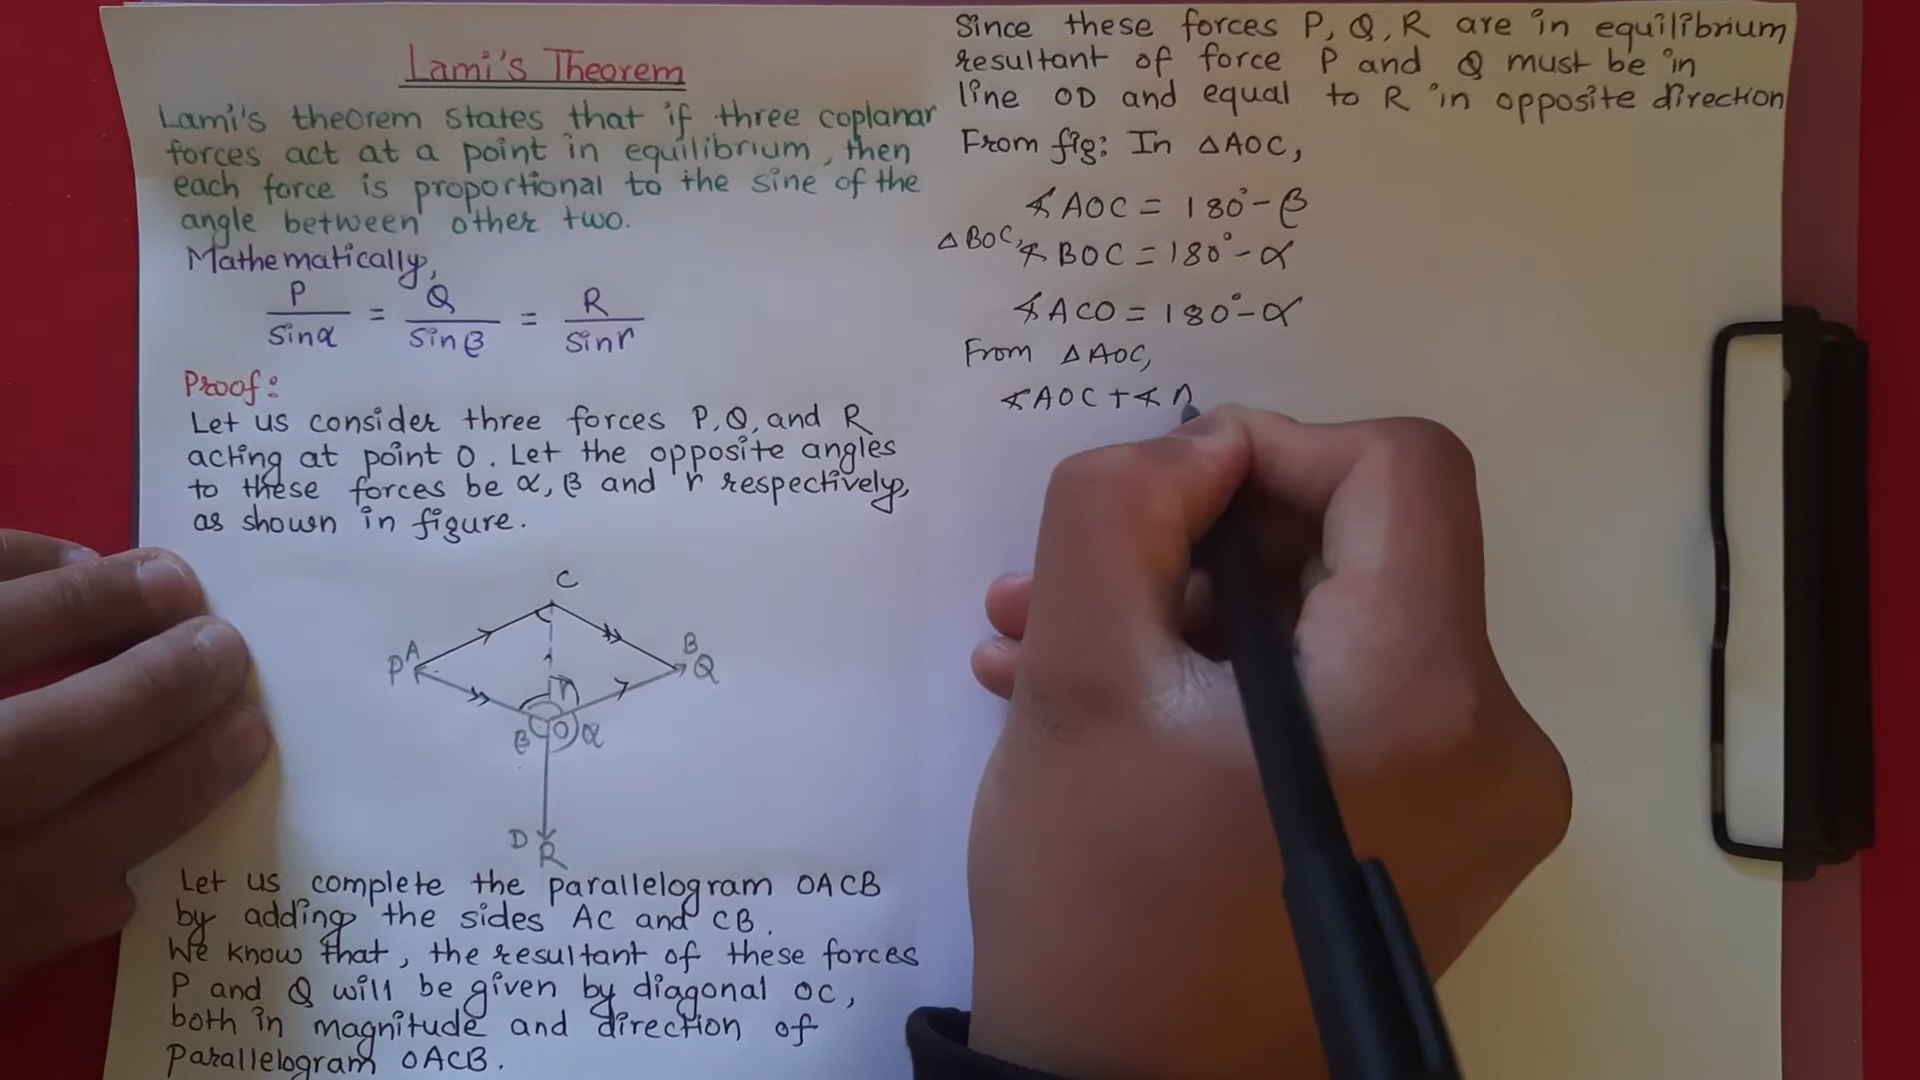 Lami's Theorem
Lami's theorem states that if three coplanar
forces act at a point in equilibrium, then
each force is proportional to the sine of the
angle between other two.
Mathematically,
P/sinα = Q/sinβ = R/sinr
Proof:
Let us consider three forces P, Q, and R
acting at point O. Let the opposite angles
to these forces be α, β and r respectively,
as shown in figure.
C
P A
B Q
r
β O α
D R
Let us complete the parallelogram OACB
by adding the sides AC and CB.
We know that, the resultant of these forces
P and Q will be given by diagonal OC,
both in magnitude and direction of
parallelogram OACB.
Since these forces P, Q, R are in equilibrium
resultant of force P and Q must be in
line OD and equal to R in opposite direction
From fig: In △AOC,
∢AOC = 180° - β
△BOC, ∢BOC = 180° - α
∢ACO = 180° - α
From △AOC,
∢AOC + ∢